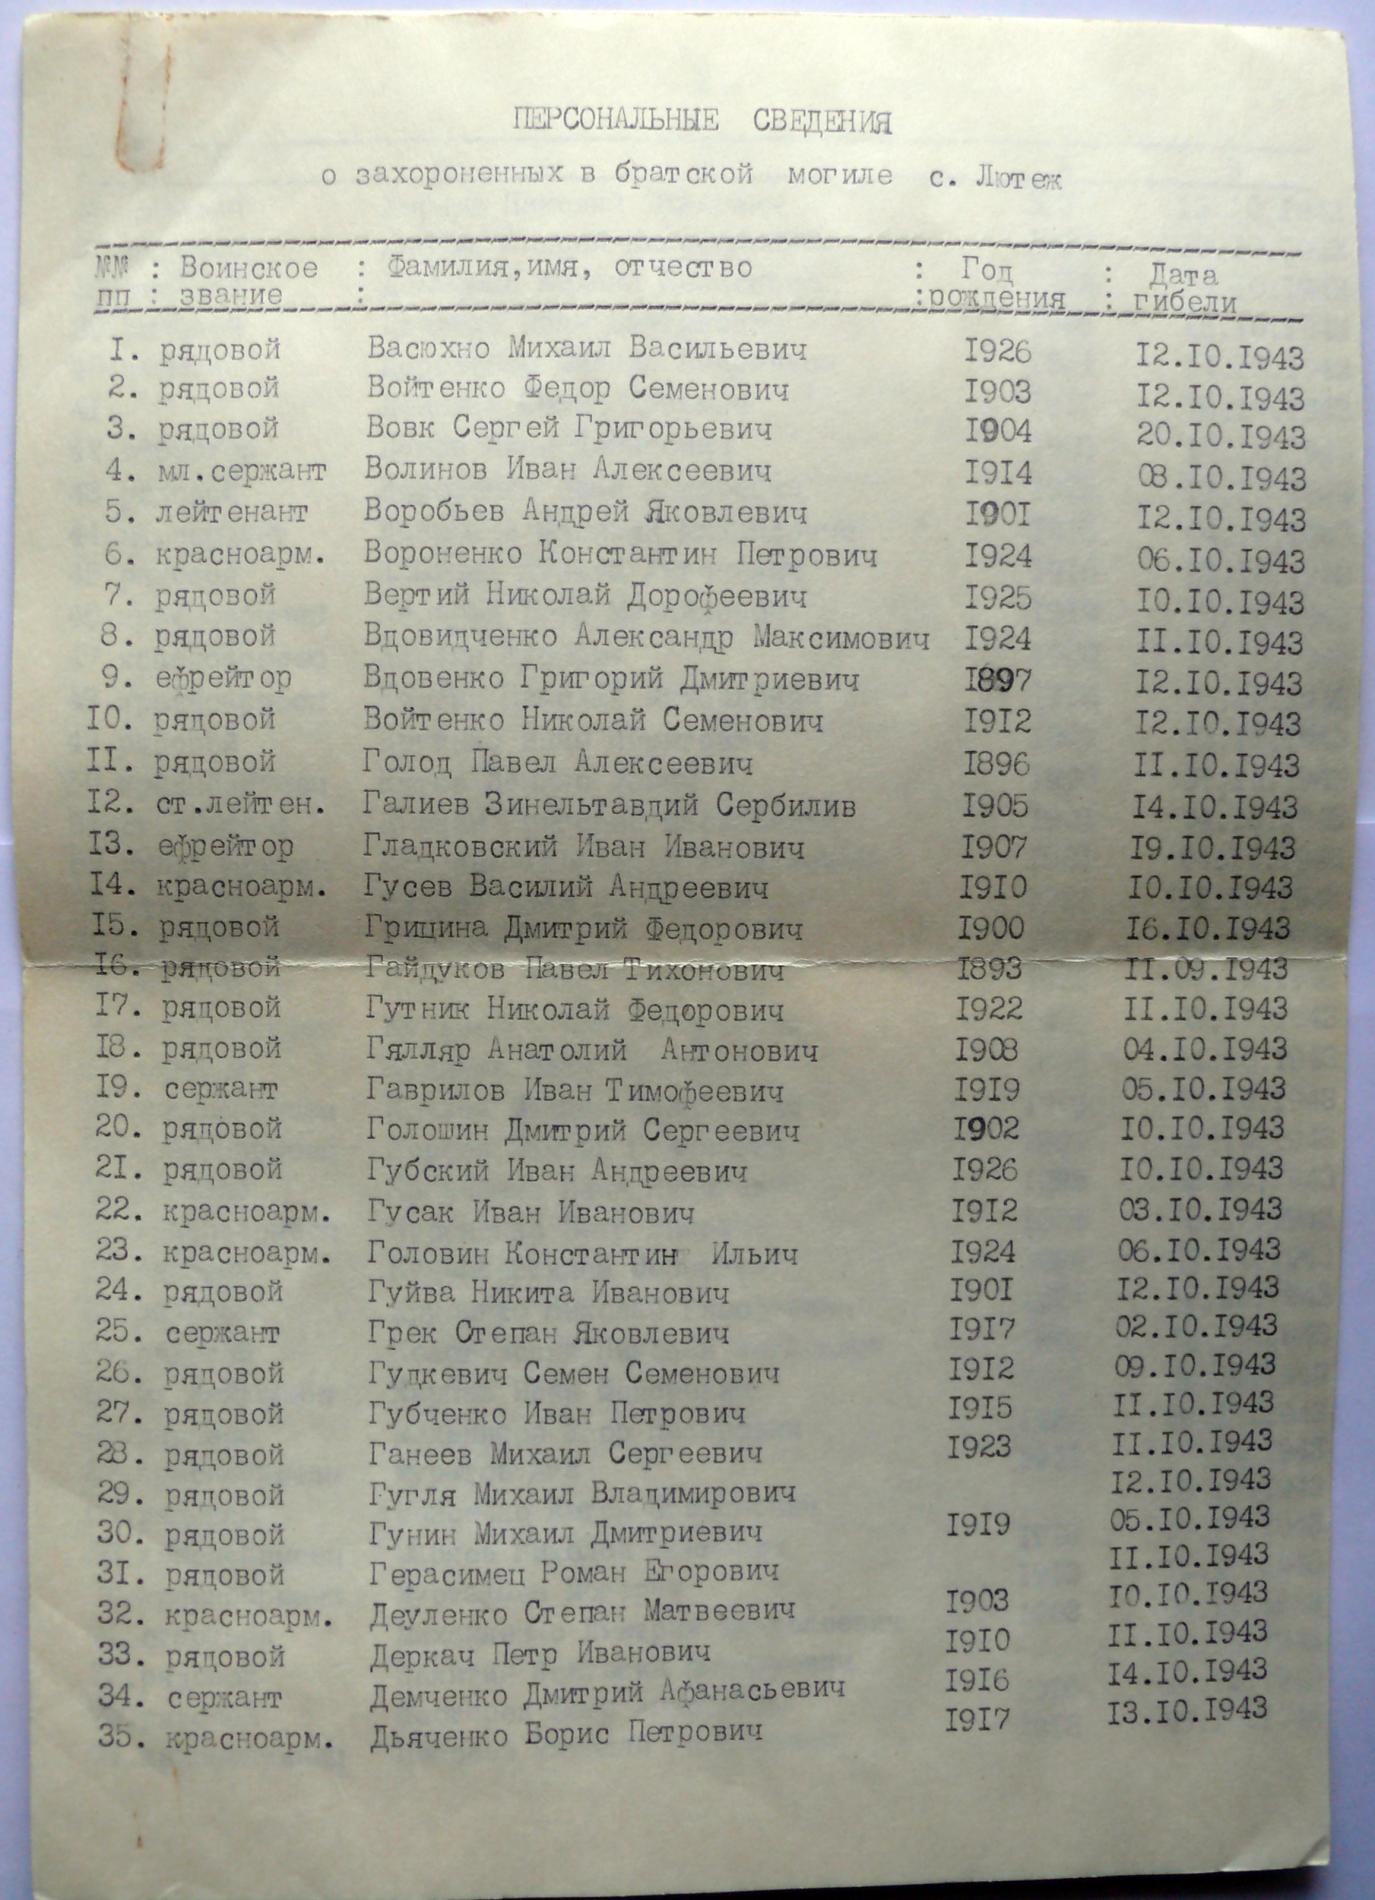 ПЕРСОНАЛЬНЫЕ СВЕДЕНИЯ
о захороненных в братской могиле с. Лютеж
№№ : Воинское : Фамилия,имя, отчество : Год : Дата
пп : звание : :рождения : гибели
I. рядовой Васюхно Михаил Васильевич I926 I2.I0.I943
2. рядовой Войтенко Федор Семенович I903 I2.I0.I943
3. рядовой Вовк Сергей Григорьевич I904 20.I0.I943
4. мл.сержант Волинов Иван Алексеевич I9I4 08.I0.I943
5. лейтенант Воробьев Андрей Яковлевич I90I I2.I0.I943
6. красноарм. Вороненко Константин Петрович I924 06.I0.I943
7. рядовой Вертий Николай Дорофеевич I925 I0.I0.I943
8. рядовой Вдовидченко Александр Максимович I924 II.I0.I943
9. ефрейтор Вдовенко Григорий Дмитриевич I897 I2.I0.I943
I0. рядовой Войтенко Николай Семенович I9I2 I2.I0.I943
II. рядовой Голод Павел Алексеевич I896 II.I0.I943
I2. ст.лейтен. Галиев Зинельтавдий Сербилив I905 I4.I0.I943
I3. ефрейтор Гладковский Иван Иванович I907 I9.I0.I943
I4. красноарм. Гусев Василий Андреевич I9I0 I0.I0.I943
I5. рядовой Грицина Дмитрий Федорович I900 I6.I0.I943
I6. рядовой Гайдуков Павел Тихонович I893 II.09.I943
I7. рядовой Гутник Николай Федорович I922 II.I0.I943
I8. рядовой Гялляр Анатолий Антонович I908 04.I0.I943
I9. сержант Гаврилов Иван Тимофеевич I9I9 05.I0.I943
20. рядовой Голошин Дмитрий Сергеевич I902 I0.I0.I943
2I. рядовой Губский Иван Андреевич I926 I0.I0.I943
22. красноарм. Гусак Иван Иванович I9I2 03.I0.I943
23. красноарм. Головин Константин Ильич I924 06.I0.I943
24. рядовой Гуйва Никита Иванович I90I I2.I0.I943
25. сержант Грек Степан Яковлевич I9I7 02.I0.I943
26. рядовой Гудкевич Семен Семенович I9I2 09.I0.I943
27. рядовой Губченко Иван Петрович I9I5 II.I0.I943
28. рядовой Ганеев Михаил Сергеевич I923 II.I0.I943
29. рядовой Гугля Михаил Владимирович I2.I0.I943
30. рядовой Гунин Михаил Дмитриевич I9I9 05.I0.I943
3I. рядовой Герасимец Роман Егорович II.I0.I943
32. красноарм. Деуленко Степан Матвеевич I903 I0.I0.I943
33. рядовой Деркач Петр Иванович I9I0 II.I0.I943
34. сержант Демченко Дмитрий Афанасьевич I9I6 I4.I0.I943
35. красноарм. Дьяченко Борис Петрович I9I7 I3.I0.I943